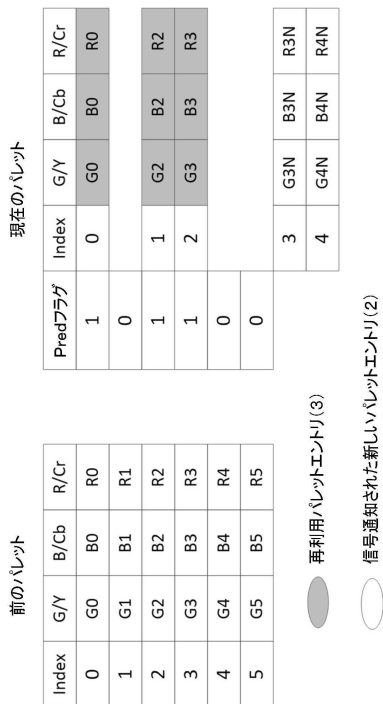 前のパレット
Index G/Y B/Cb R/Cr
0 G0 B0 R0
1 G1 B1 R1
2 G2 B2 R2
3 G3 B3 R3
4 G4 B4 R4
5 G5 B5 R5
現在のパレット
Predフラグ Index G/Y B/Cb R/Cr
1 0 G0 B0 R0
0
1 1 G2 B2 R2
1 2 G3 B3 R3
0
0
3 G3N B3N R3N
4 G4N B4N R4N
再利用パレットエントリ(3)
信号通知された新しいパレットエントリ(2)